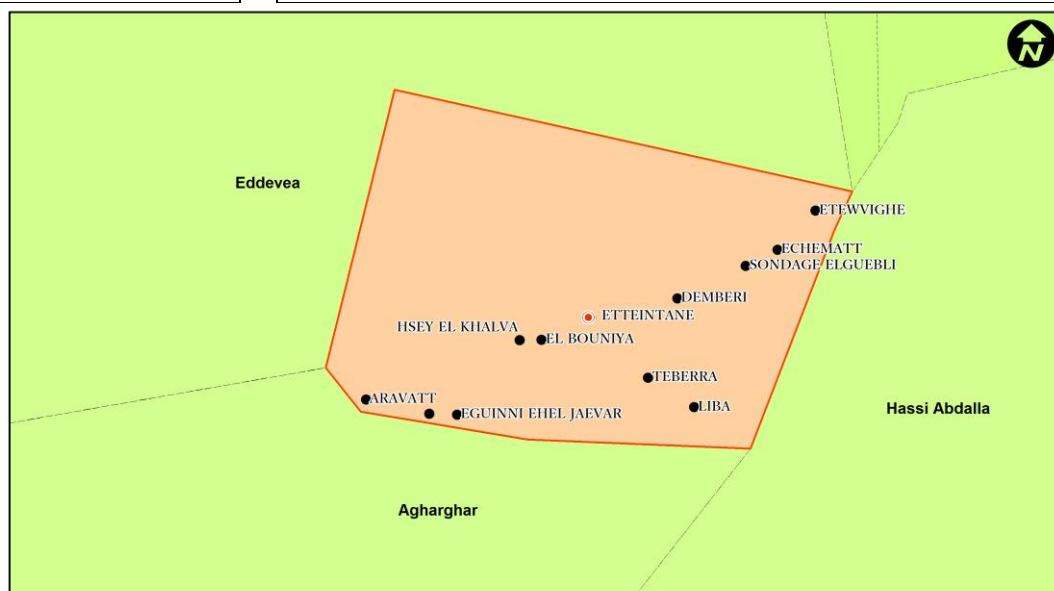 N
Eddevea
ETEWVIGHE
ECHEMATT
SONDAGE ELGUEBLI
DEMBERI
ETTEINTANE
HSEY EL KHALVA
EL BOUNIYA
TEBERRA
ARAVATT
LIBA
EGUINNI EHEL JAEVAR
Hassi Abdalla
Agharghar